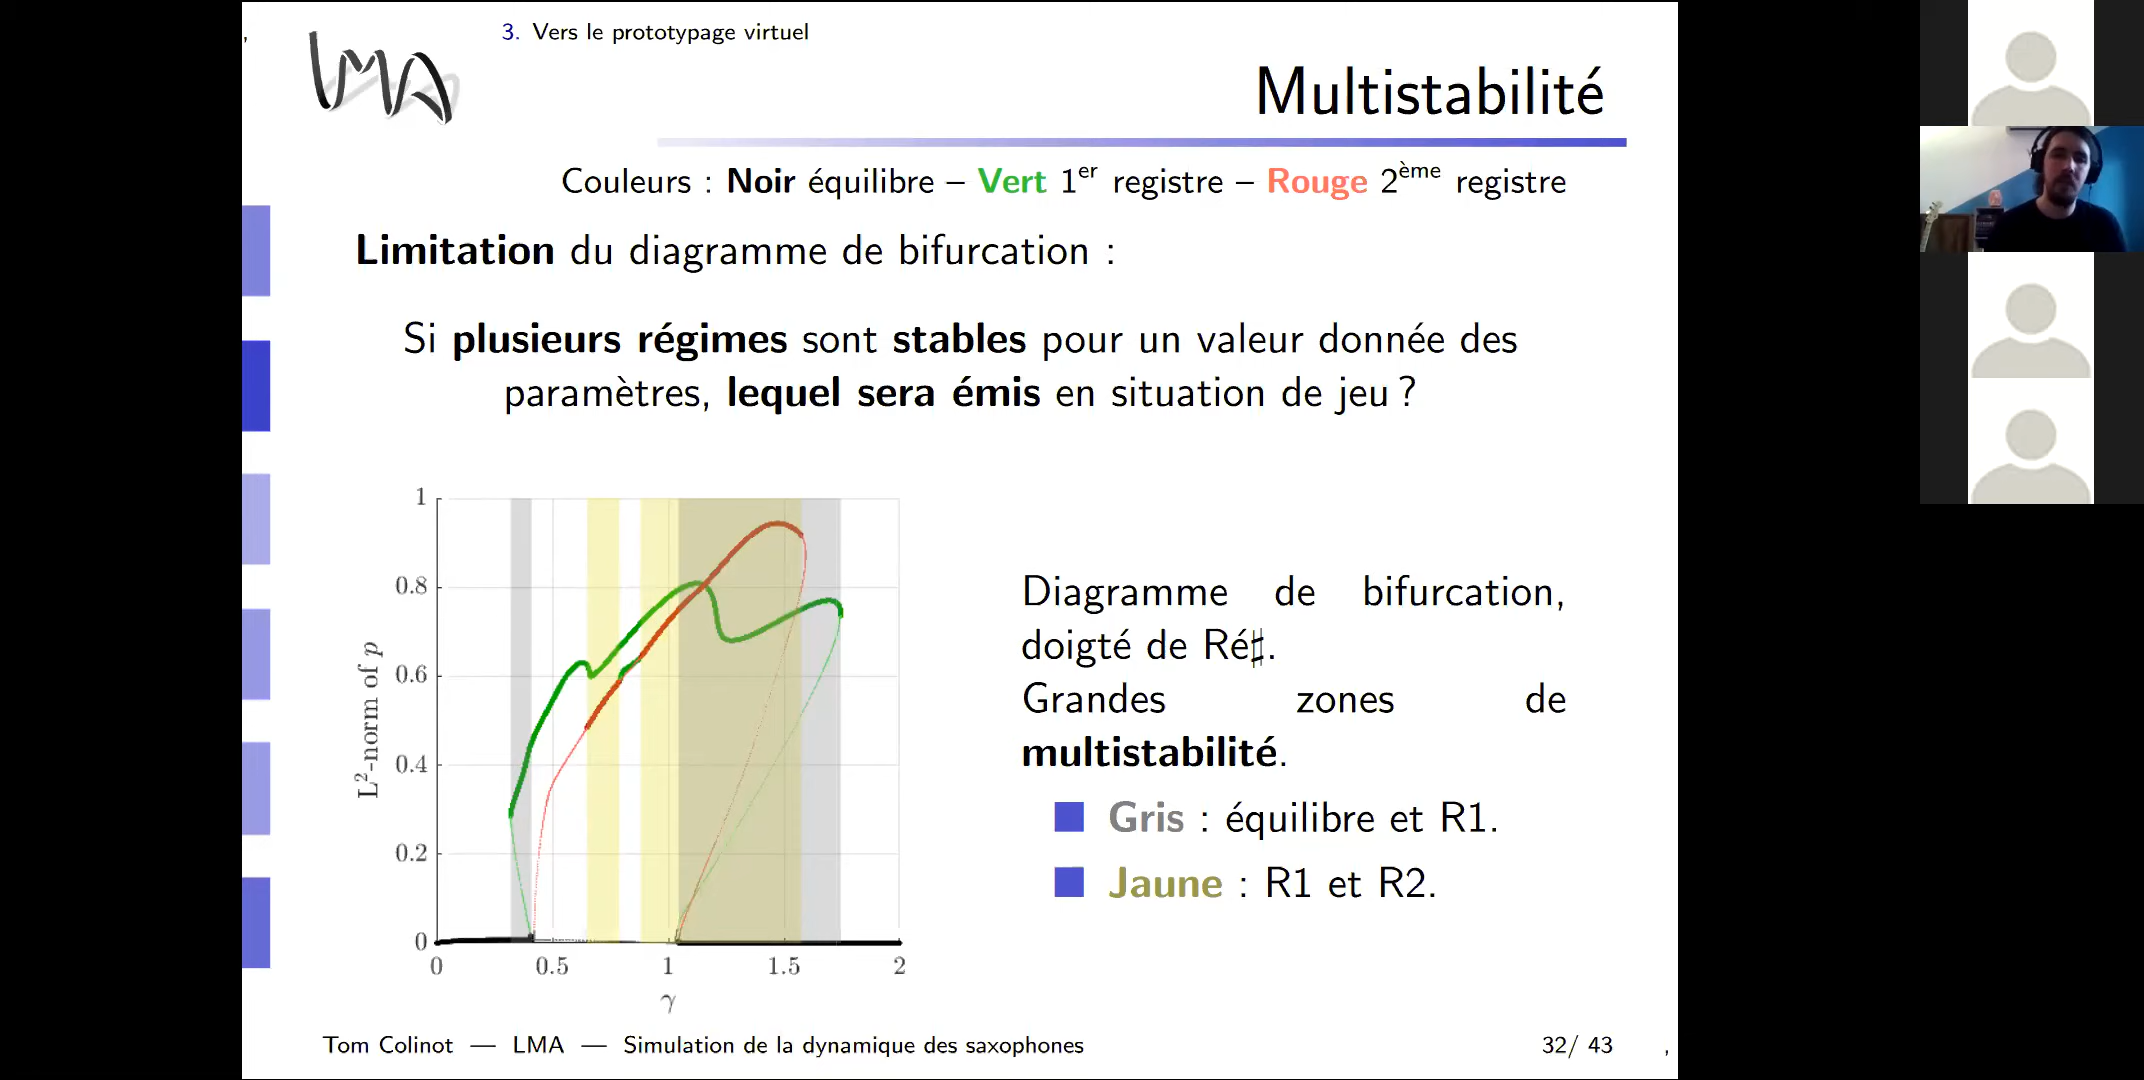 LMA
3. Vers le prototypage virtuel
Multistabilité
Couleurs : Noir équilibre – Vert 1er registre – Rouge 2ème registre
Limitation du diagramme de bifurcation :
Si plusieurs régimes sont stables pour un valeur donnée des
paramètres, lequel sera émis en situation de jeu ?
1
0.8
0.6
0.4
0.2
0
L²-norm of p
0 0.5 1 1.5 2
γ
Diagramme de bifurcation,
doigté de Ré♯.
Grandes zones de
multistabilité.
Gris : équilibre et R1.
Jaune : R1 et R2.
Tom Colinot — LMA — Simulation de la dynamique des saxophones
32/ 43